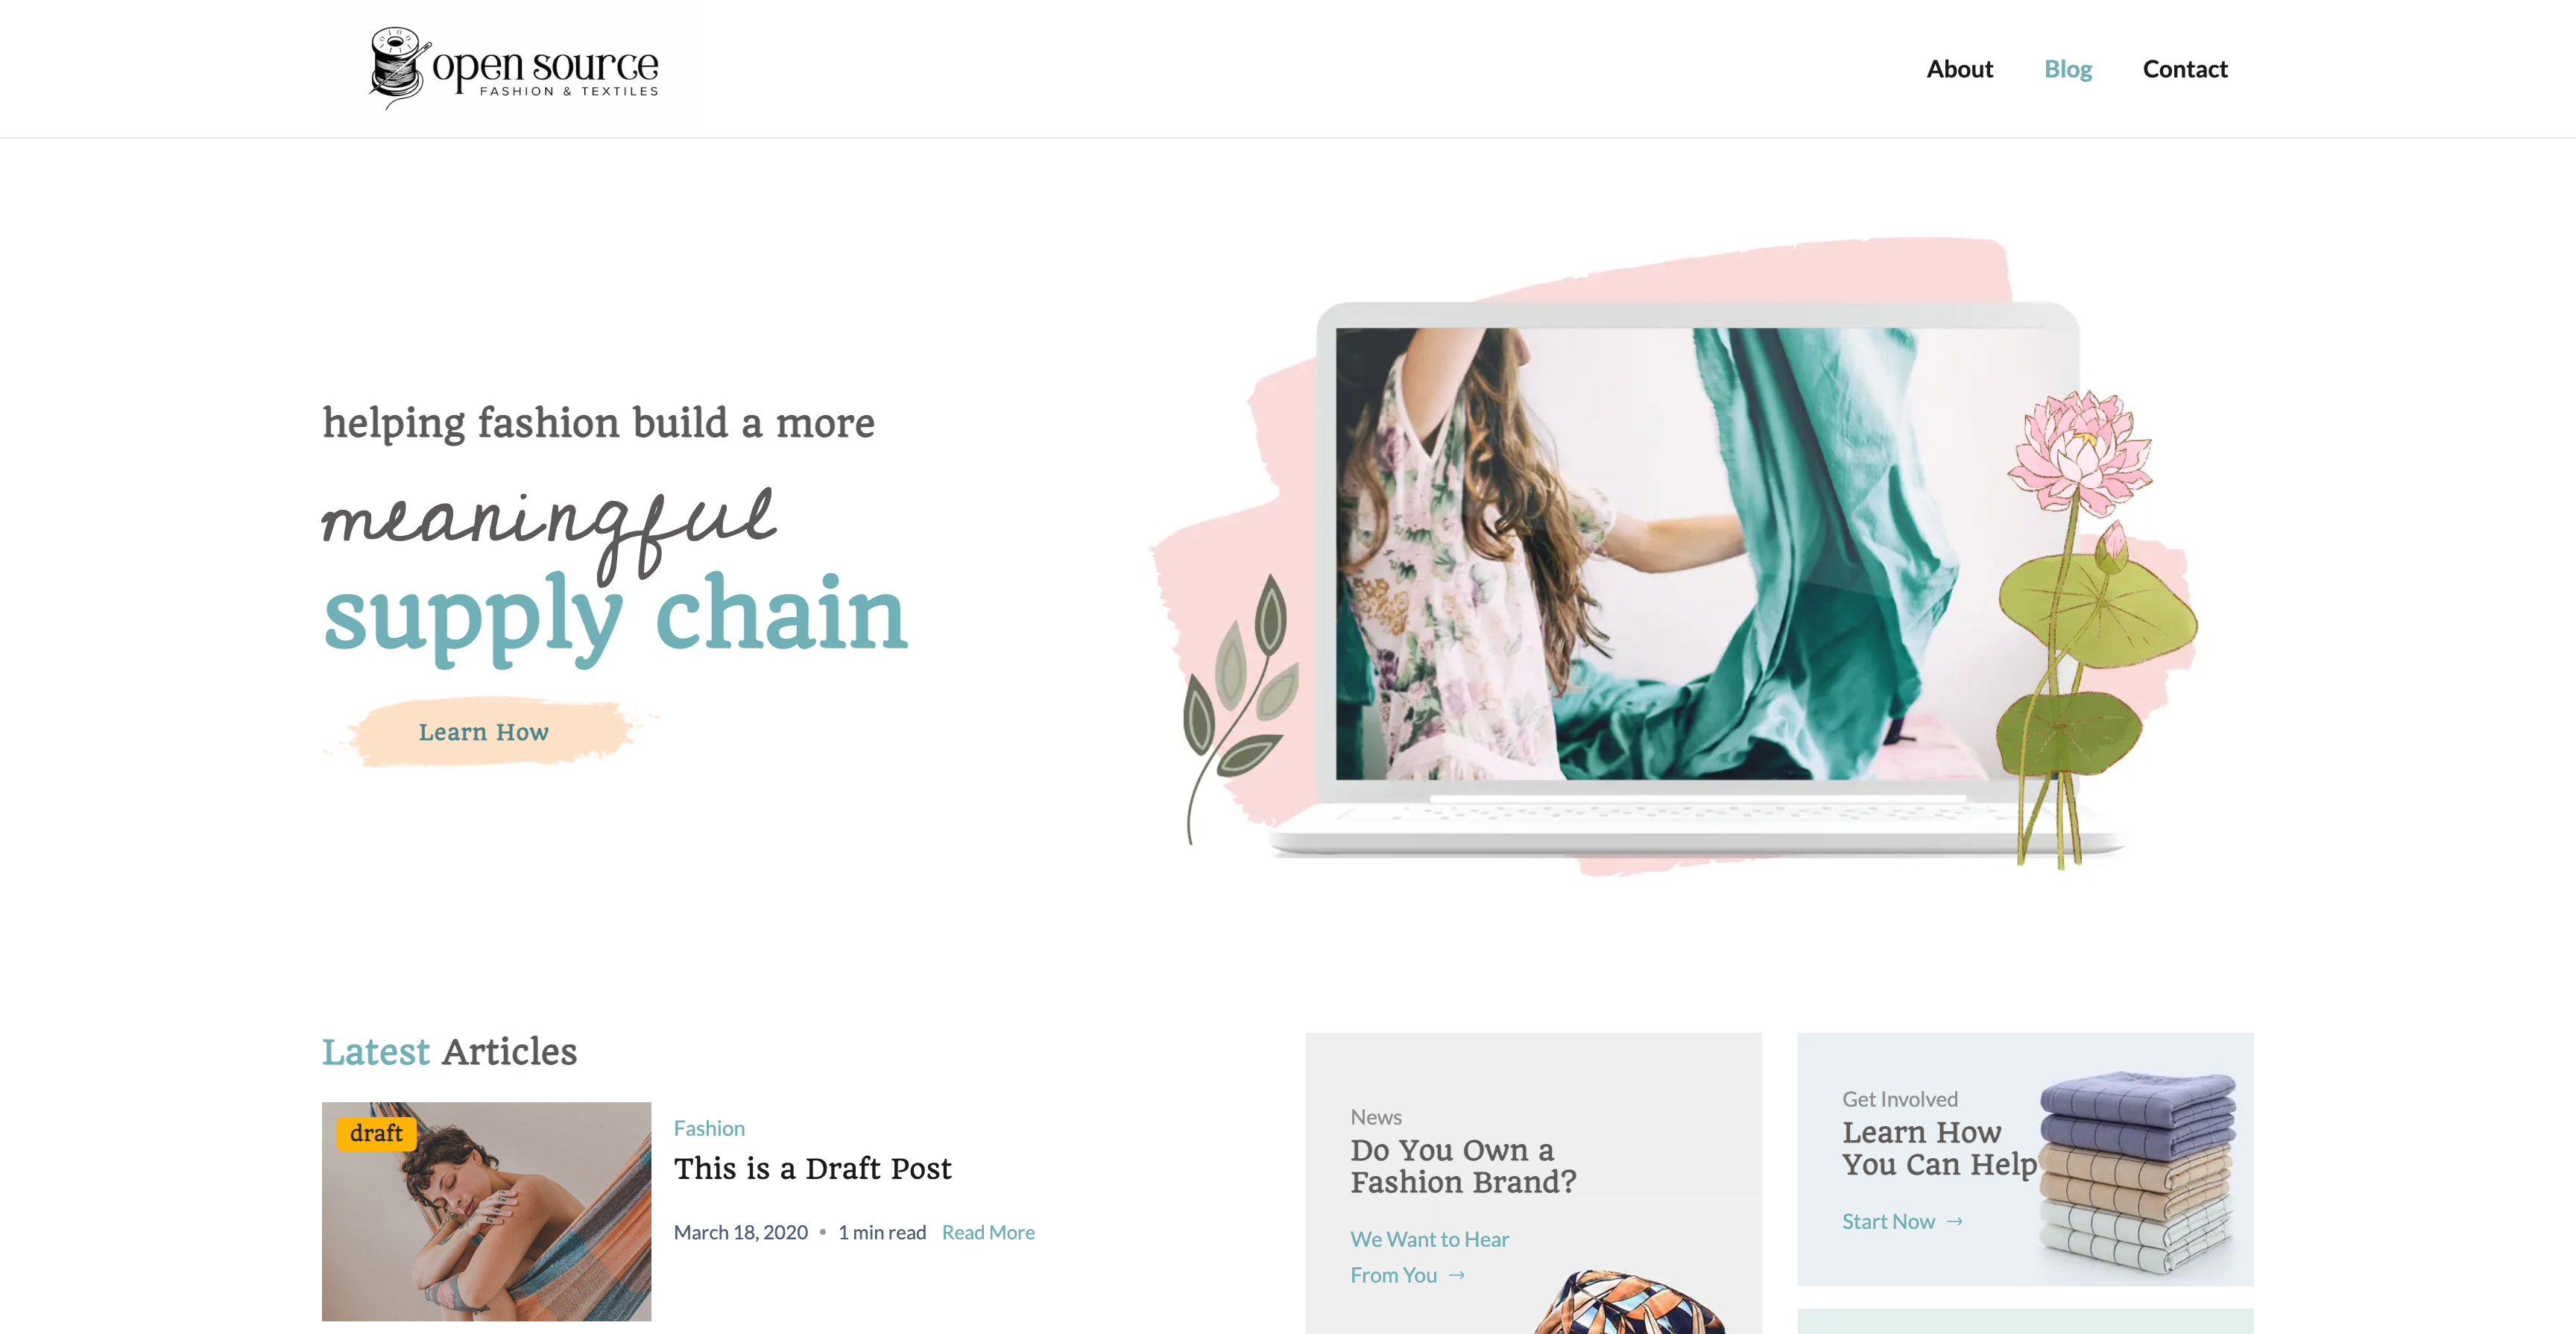 open source
FASHION & TEXTILES
About
Blog
Contact
helping fashion build a more
meaningful
supply chain
Learn How
Latest Articles
draft
Fashion
This is a Draft Post
March 18, 2020 • 1 min read Read More
News
Do You Own a
Fashion Brand?
We Want to Hear
From You →
Get Involved
Learn How
You Can Help
Start Now →